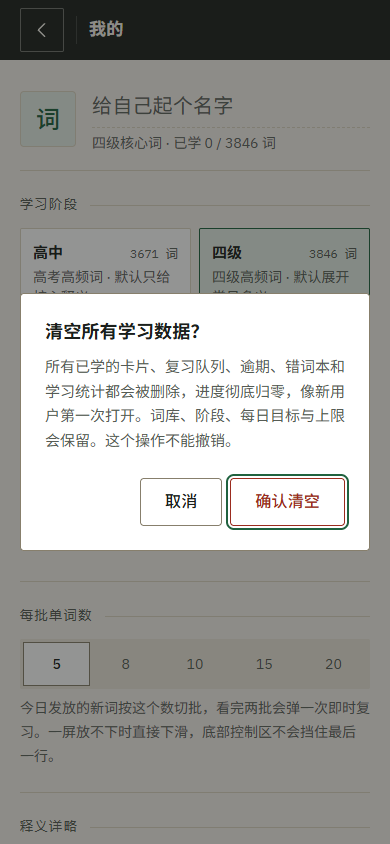 我的
词
给自己起个名字
四级核心词 · 已学 0 / 3846 词
学习阶段
高中 3671 词
四级 3846 词
高考高频词 · 默认只给
四级高频词 · 默认展开
清空所有学习数据？
所有已学的卡片、复习队列、逾期、错词本和
学习统计都会被删除，进度彻底归零，像新用
户第一次打开。词库、阶段、每日目标与上限
会保留。这个操作不能撤销。
取消
确认清空
每批单词数
5 8 10 15 20
今日发放的新词按这个数切批，看完两批会弹一次即时复
习。一屏放不下时直接下滑，底部控制区不会挡住最后
一行。
释义详略